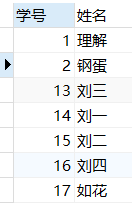 学号 姓名
1 理解
2 钢蛋
13 刘三
14 刘一
15 刘二
16 刘四
17 如花